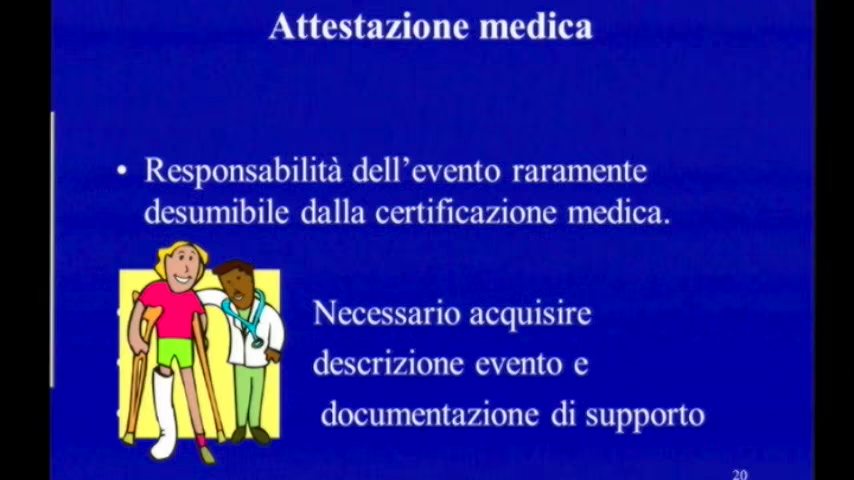 Attestazione medica
• Responsabilità dell'evento raramente
desumibile dalla certificazione medica.
Necessario acquisire
descrizione evento e
documentazione di supporto
20